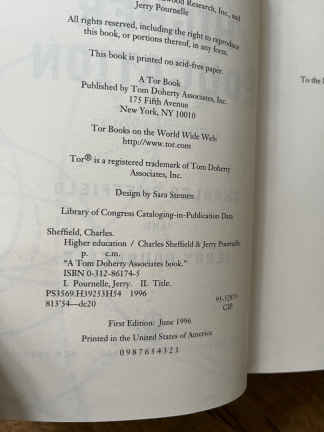 wood Research, Inc., and
Jerry Pournelle
All rights reserved, including the right to reproduce
this book, or portions thereof, in any form.
This book is printed on acid-free paper.
A Tor Book
Published by Tom Doherty Associates, Inc.
175 Fifth Avenue
New York, NY 10010
Tor Books on the World Wide Web:
http://www.tor.com
Tor® is a registered trademark of Tom Doherty
Associates, Inc.
Design by Sara
Library of Congress Cataloging-in-Publication Data
Sheffield, Charles.
Higher education / Charles Sheffield & Jerry Pournelle
p. c.m.
"A Tom Doherty Associates book."
ISBN 0-312-86174-5
I. Pournelle, Jerry. II. Title.
PS3569.H39253H54 1996
813'54—dc20
CIP
First Edition: June 1996
Printed in the United States of America
0 9 8 7 6 5 4 3 2 1
To the